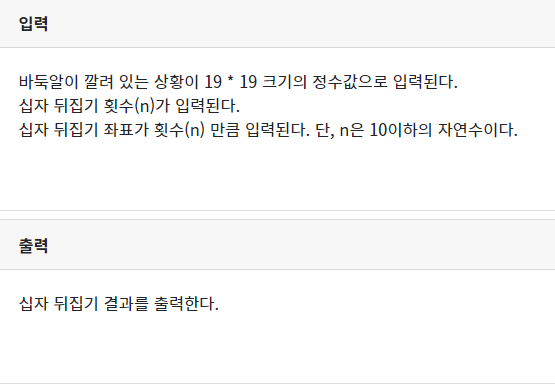 입력
바둑알이 깔려 있는 상황이 19 * 19 크기의 정수값으로 입력된다.
십자 뒤집기 횟수(n)가 입력된다.
십자 뒤집기 좌표가 횟수(n) 만큼 입력된다. 단, n은 10이하의 자연수이다.
출력
십자 뒤집기 결과를 출력한다.